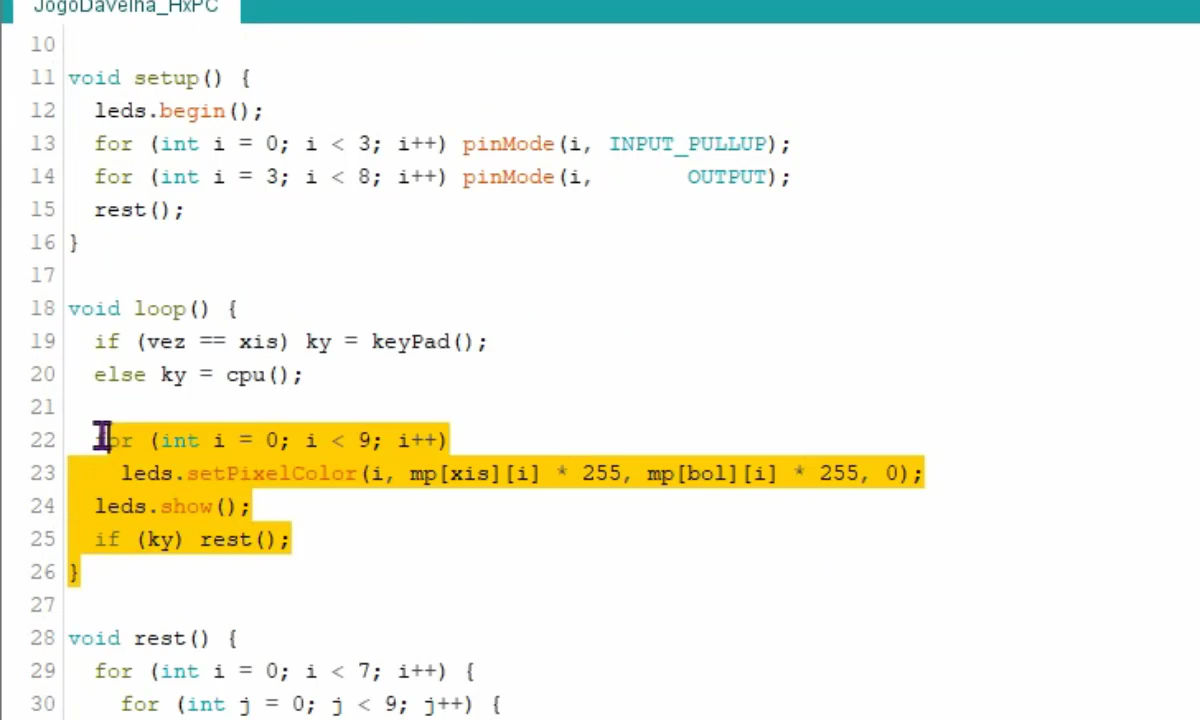 JogoDaVelha_HxPC
10
11 void setup() {
12   leds.begin();
13   for (int i = 0; i < 3; i++) pinMode(i, INPUT_PULLUP);
14   for (int i = 3; i < 8; i++) pinMode(i,       OUTPUT);
15   rest();
16 }
17
18 void loop() {
19   if (vez == xis) ky = keyPad();
20   else ky = cpu();
21
22   for (int i = 0; i < 9; i++)
23     leds.setPixelColor(i, mp[xis][i] * 255, mp[bol][i] * 255, 0);
24   leds.show();
25   if (ky) rest();
26 }
27
28 void rest() {
29   for (int i = 0; i < 7; i++) {
30     for (int j = 0; j < 9; j++) {